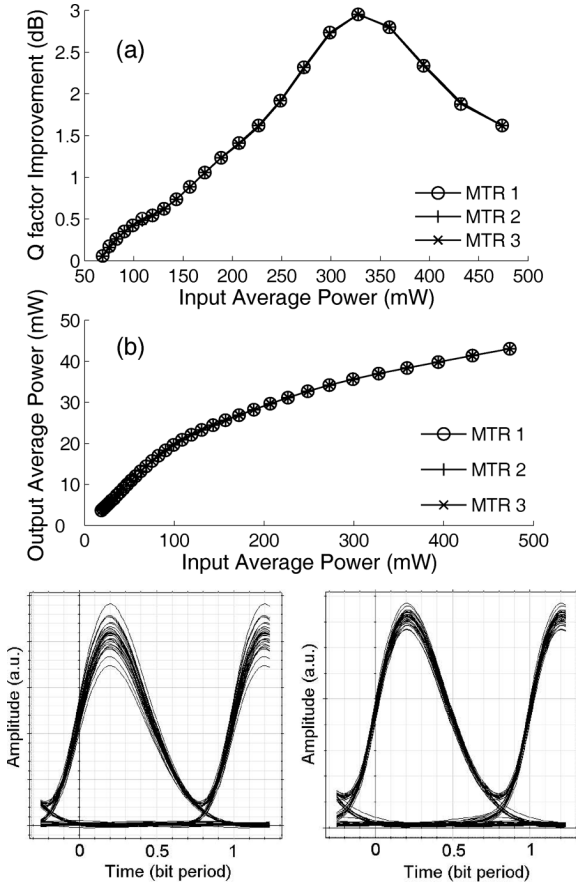 3
2.5
2
1.5
1
0.5
0
Q factor Improvement (dB)
(a)
MTR 1
MTR 2
MTR 3
50 100 150 200 250 300 350 400 450 500
Input Average Power (mW)
50
40
30
20
10
0
Output Average Power (mW)
(b)
MTR 1
MTR 2
MTR 3
0 100 200 300 400 500
Input Average Power (mW)
Amplitude (a.u.)
0 0.5 1
Time (bit period)
Amplitude (a.u.)
0 0.5 1
Time (bit period)